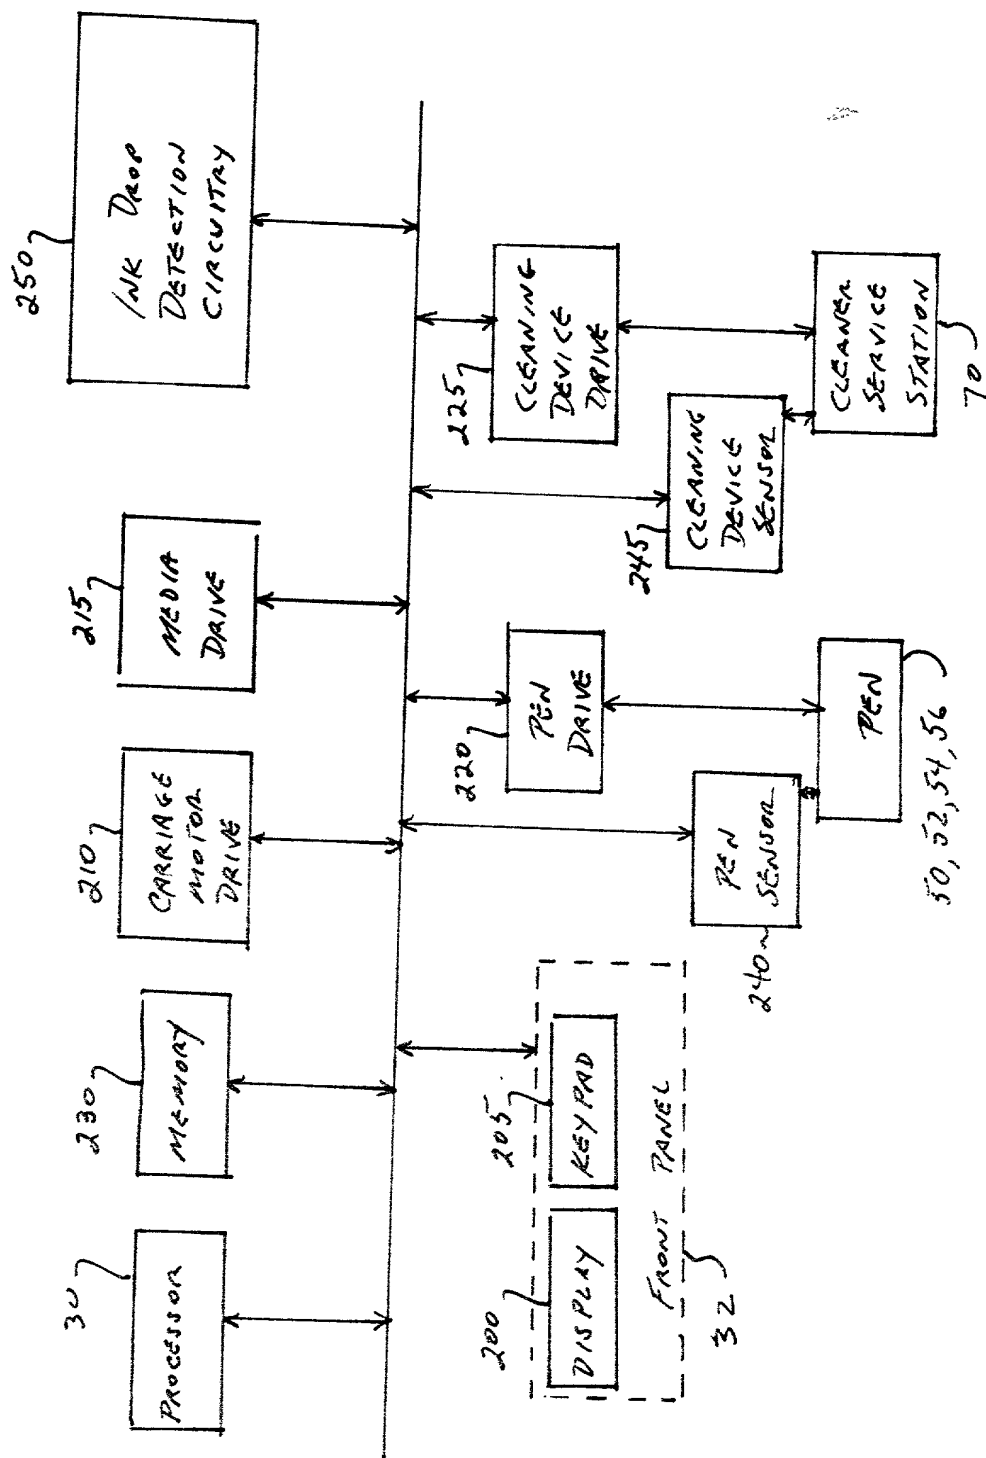 30
PROCESSOR
230
MEMORY
210
CARRIAGE
MOTOR
DRIVE
215
MEDIA
DRIVE
250
INK DROP
DETECTION
CIRCUITRY
200
DISPLAY
205
KEYPAD
FRONT PANEL
32
240
PEN
SENSOR
220
PEN
DRIVE
PEN
50, 52, 54, 56
245
CLEANING
DEVICE
SENSOR
225
CLEANING
DEVICE
DRIVE
CLEANER
SERVICE
STATION
70